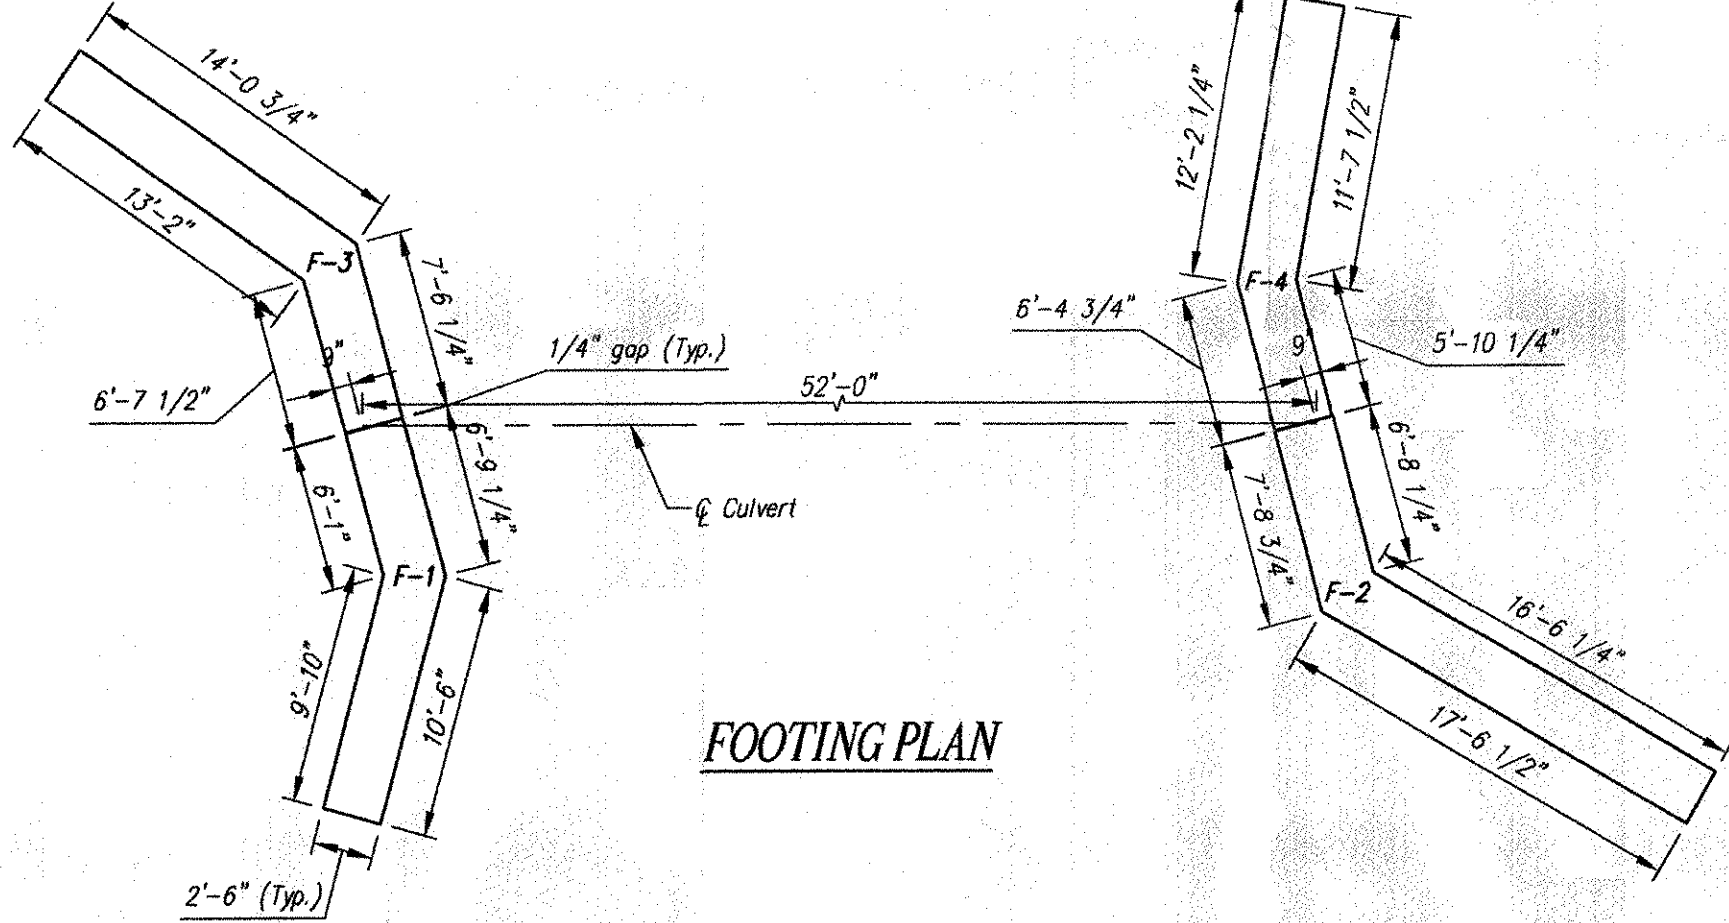 14'-0 3/4"
13'-2"
F-3
7'-6 1/4"
9"
6'-7 1/2"
1/4" gap (Typ.)
52'-0"
6'-9 1/4"
6'-1"
℄ Culvert
F-1
9'-10"
10'-6"
2'-6" (Typ.)
12'-2 1/4"
11'-7 1/2"
F-4
6'-4 3/4"
9"
5'-10 1/4"
6'-8 1/4"
7'-8 3/4"
F-2
16'-6 1/4"
17'-6 1/2"
FOOTING PLAN